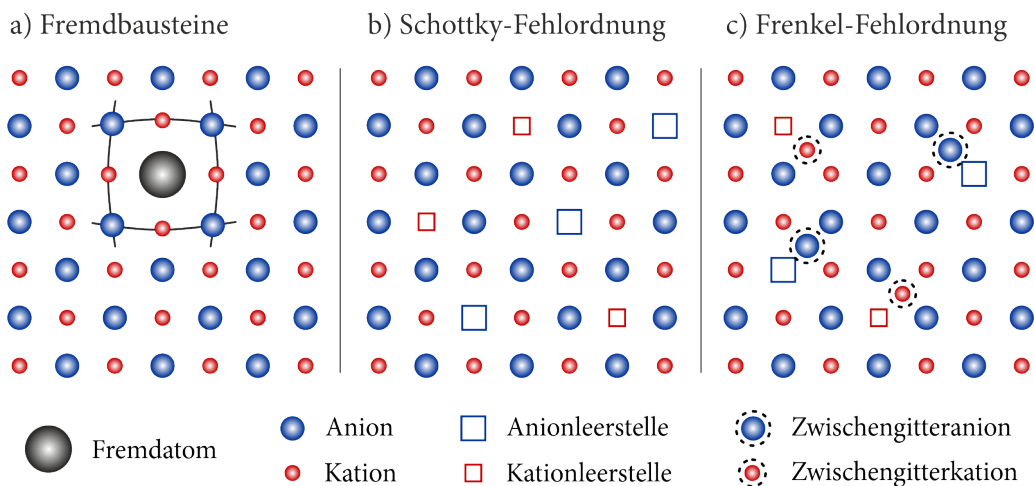 a) Fremdbausteine
b) Schottky-Fehlordnung
c) Frenkel-Fehlordnung
Fremdatom
Anion
Kation
Anionleerstelle
Kationleerstelle
Zwischengitteranion
Zwischengitterkation